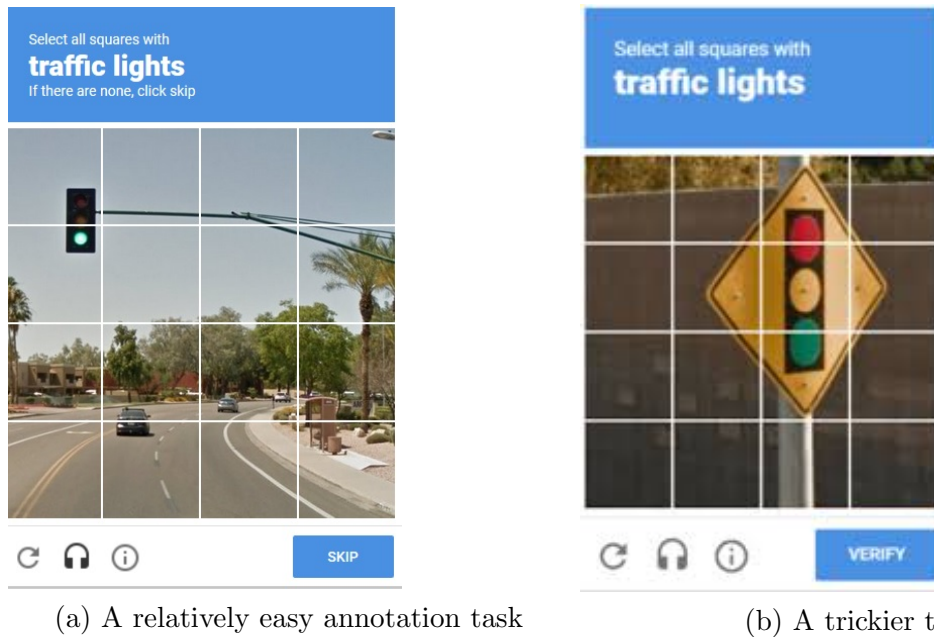 Select all squares with
traffic lights
If there are none, click skip
SKIP
(a) A relatively easy annotation task
Select all squares with
traffic lights
VERIFY
(b) A trickier t